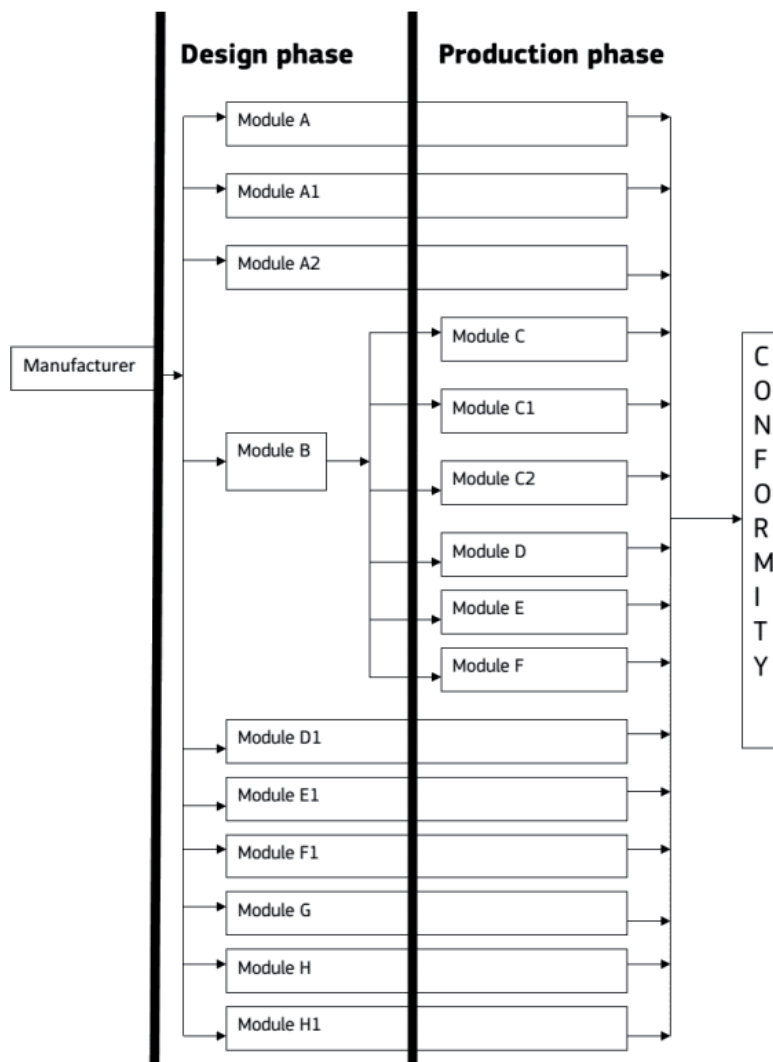 Design phase
Production phase
Module A
Module A1
Module A2
Manufacturer
Module B
Module C
Module C1
Module C2
Module D
Module E
Module F
Module D1
Module E1
Module F1
Module G
Module H
Module H1
C
O
N
F
O
R
M
I
T
Y